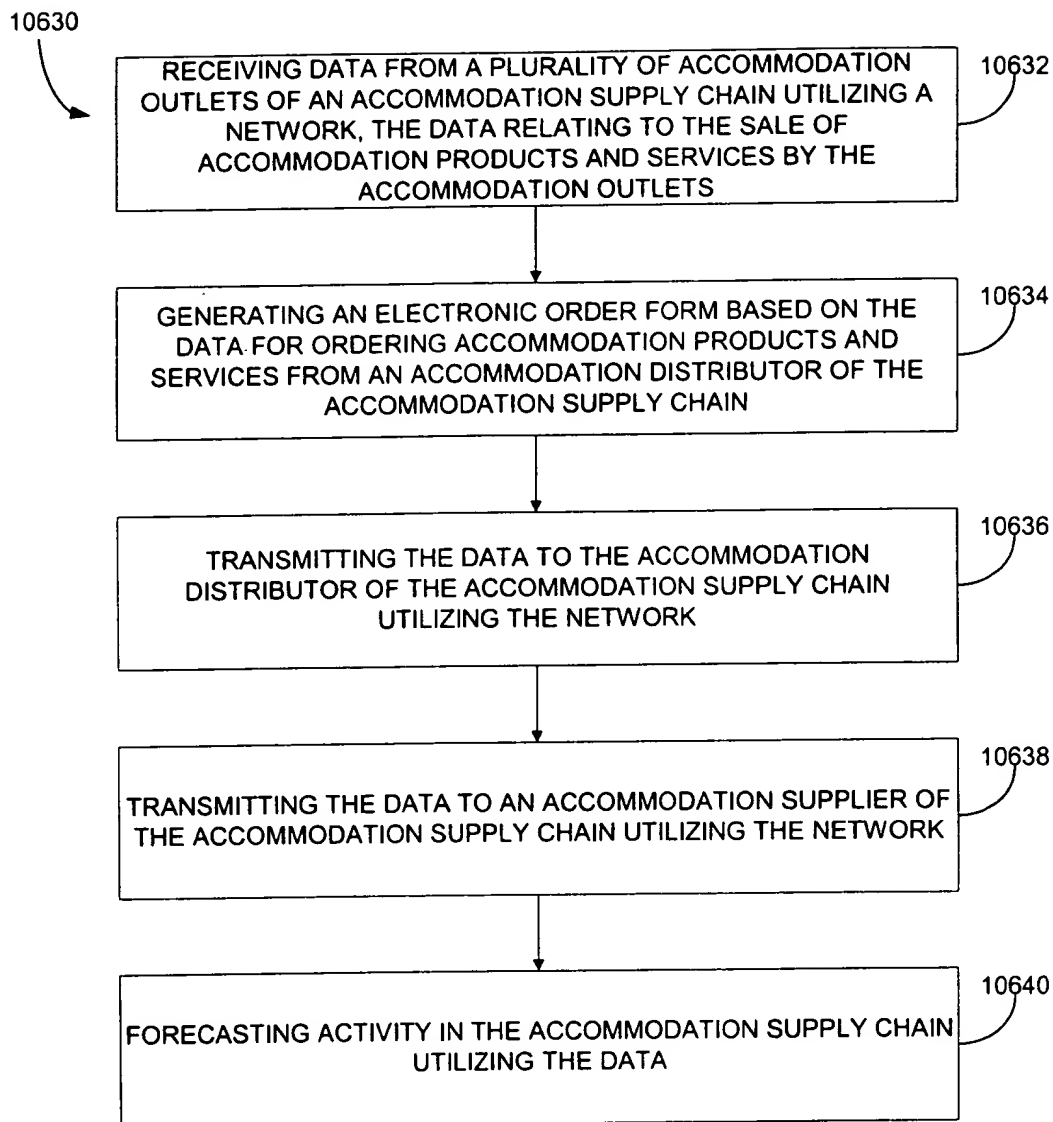 10630
RECEIVING DATA FROM A PLURALITY OF ACCOMMODATION
OUTLETS OF AN ACCOMMODATION SUPPLY CHAIN UTILIZING A
NETWORK, THE DATA RELATING TO THE SALE OF
ACCOMMODATION PRODUCTS AND SERVICES BY THE
ACCOMMODATION OUTLETS
10632
GENERATING AN ELECTRONIC ORDER FORM BASED ON THE
DATA FOR ORDERING ACCOMMODATION PRODUCTS AND
SERVICES FROM AN ACCOMMODATION DISTRIBUTOR OF THE
ACCOMMODATION SUPPLY CHAIN
10634
TRANSMITTING THE DATA TO THE ACCOMMODATION
DISTRIBUTOR OF THE ACCOMMODATION SUPPLY CHAIN
UTILIZING THE NETWORK
10636
TRANSMITTING THE DATA TO AN ACCOMMODATION SUPPLIER OF
THE ACCOMMODATION SUPPLY CHAIN UTILIZING THE NETWORK
10638
FORECASTING ACTIVITY IN THE ACCOMMODATION SUPPLY CHAIN
UTILIZING THE DATA
10640